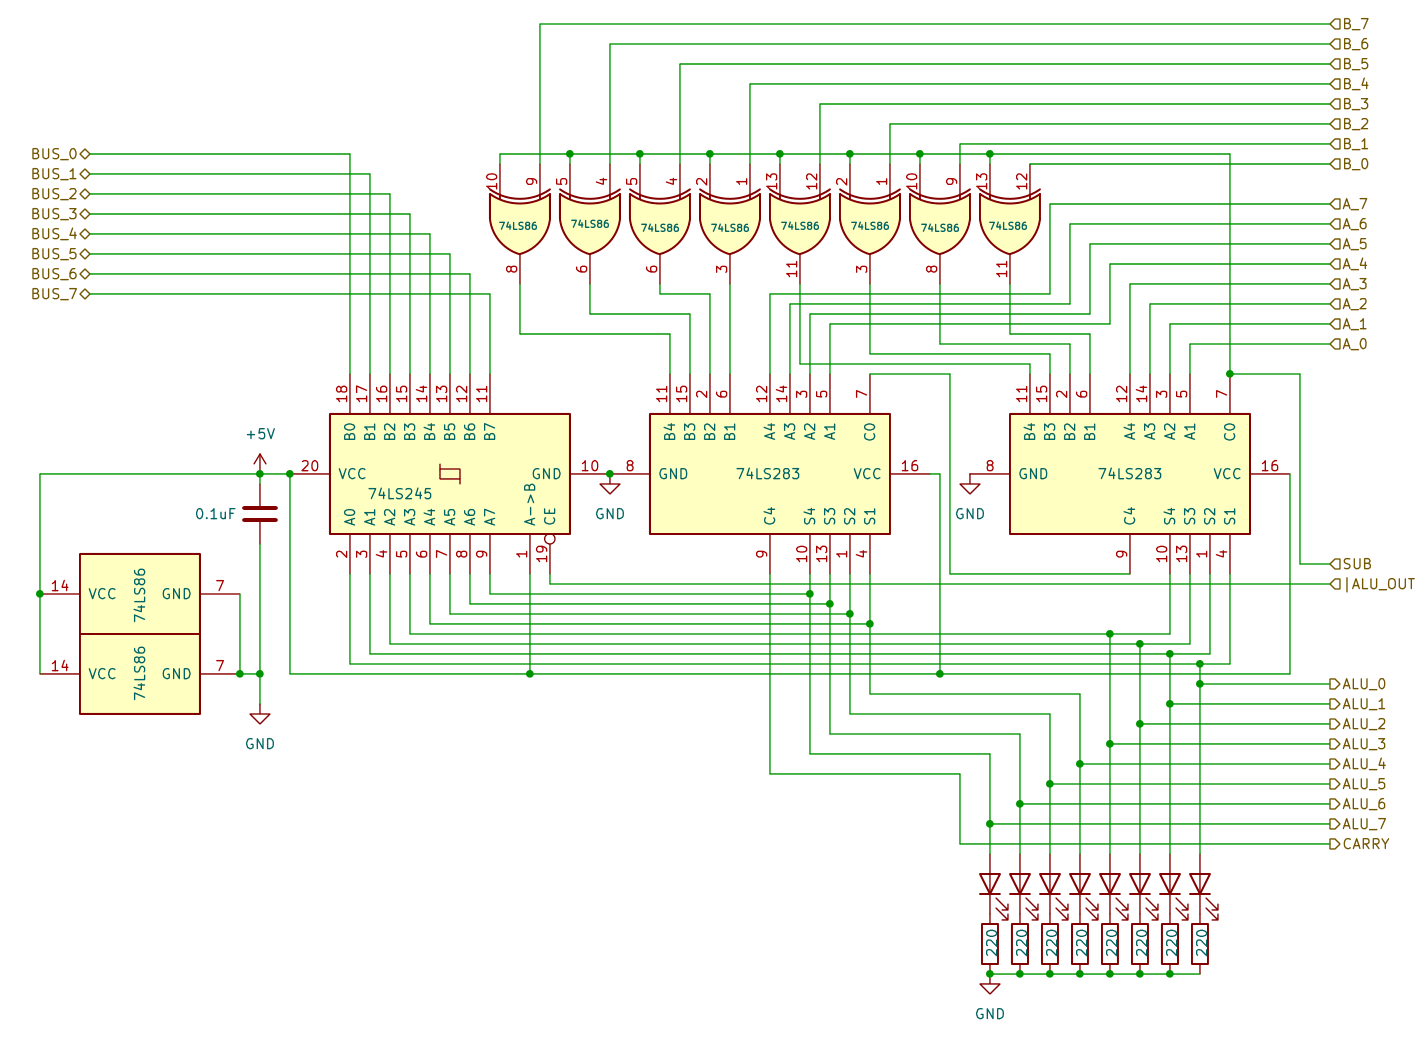 B_7
B_6
B_5
B_4
B_3
B_2
B_1
B_0
A_7
A_6
A_5
A_4
A_3
A_2
A_1
A_0
BUS_0
BUS_1
BUS_2
BUS_3
BUS_4
BUS_5
BUS_6
BUS_7
10 9 5 4 5 4 2 1 13 12 2 1 10 9 13 12
74LS86 74LS86 74LS86 74LS86 74LS86 74LS86 74LS86 74LS86
8 6 6 3 11 3 8 11
18 17 16 15 14 13 12 11
B0 B1 B2 B3 B4 B5 B6 B7
20 VCC GND 10
74LS245
A0 A1 A2 A3 A4 A5 A6 A7 A->B CE
2 3 4 5 6 7 8 9 1 19
11 15 2 6 12 14 3 5 7
B4 B3 B2 B1 A4 A3 A2 A1 C0
8 GND 74LS283 VCC 16
C4 S4 S3 S2 S1
9 10 13 1 4
GND
11 15 2 6 12 14 3 5 7
B4 B3 B2 B1 A4 A3 A2 A1 C0
8 GND 74LS283 VCC 16
C4 S4 S3 S2 S1
9 10 13 1 4
GND
+5V
0.1uF
14 VCC 74LS86 GND 7
14 VCC 74LS86 GND 7
GND
SUB
|ALU_OUT
ALU_0
ALU_1
ALU_2
ALU_3
ALU_4
ALU_5
ALU_6
ALU_7
CARRY
220 220 220 220 220 220 220 220
GND